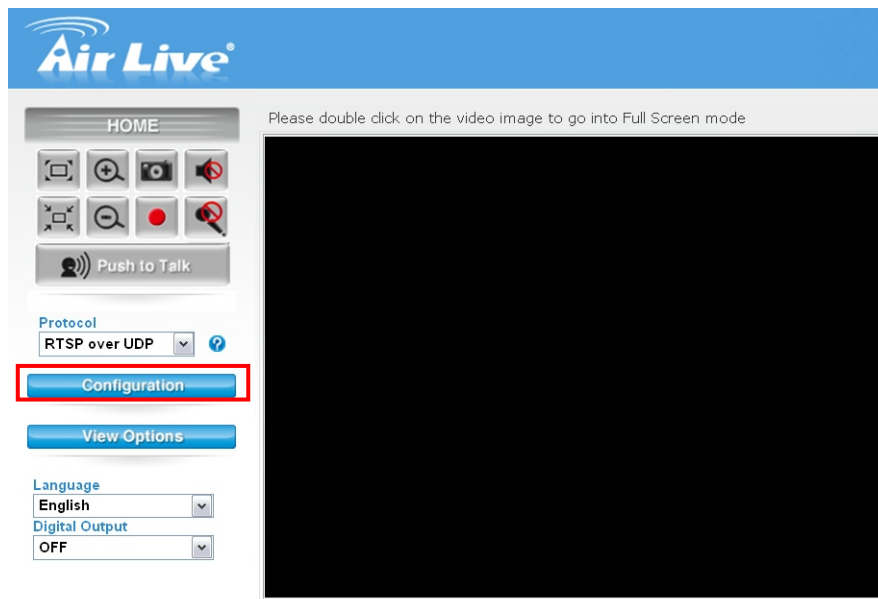 Air Live®
HOME
Please double click on the video image to go into Full Screen mode
Push to Talk
Protocol
RTSP over UDP
?
Configuration
View Options
Language
English
Digital Output
OFF